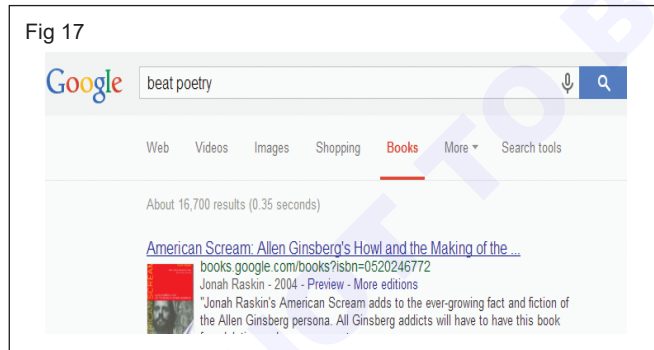 Fig 17
Google beat poetry
Web Videos Images Shopping Books More Search tools
About 16,700 results (0.35 seconds)
American Scream: Allen Ginsberg's Howl and the Making of the ...
books.google.com/books?isbn=0520246772
Jonah Raskin - 2004 - Preview - More editions
"Jonah Raskin's American Scream adds to the ever-growing fact and fiction of
the Allen Ginsberg persona. All Ginsberg addicts will have to have this book